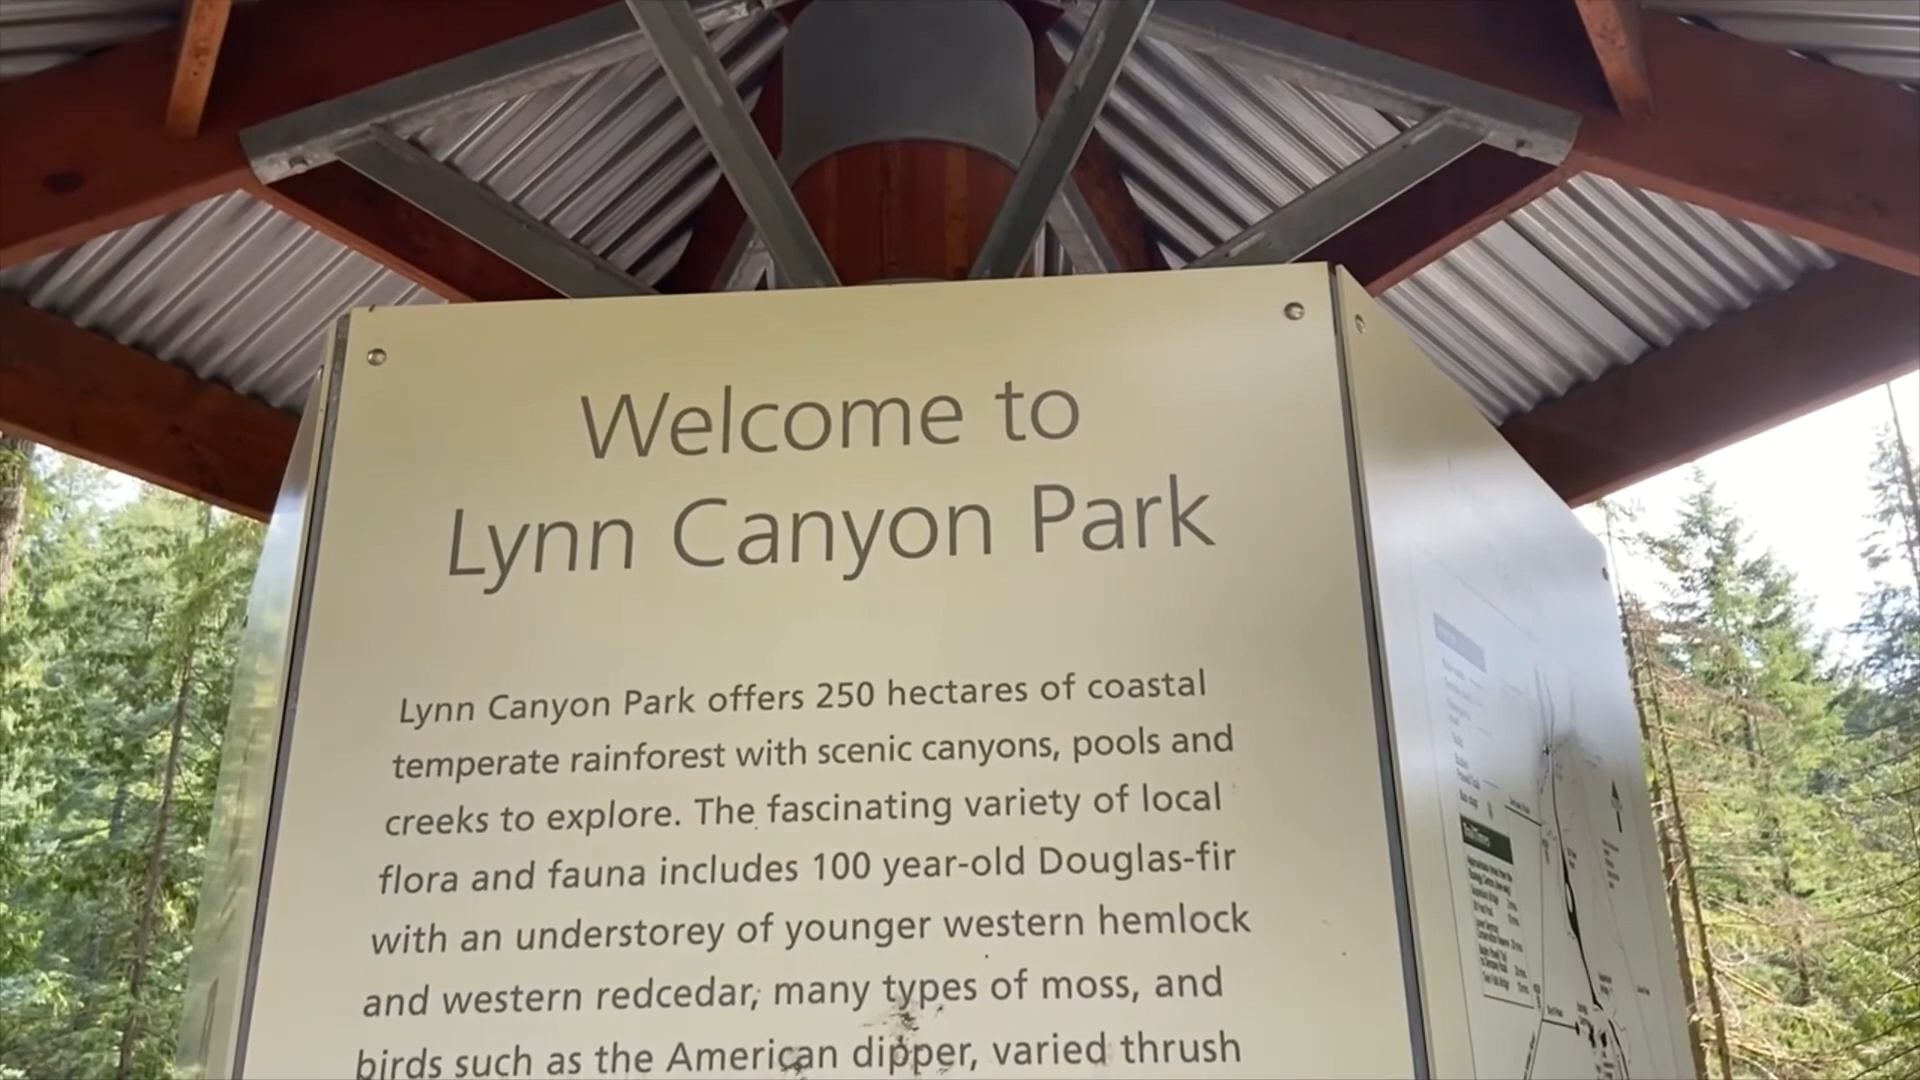 Welcome to
Lynn Canyon Park
Lynn Canyon Park offers 250 hectares of coastal
temperate rainforest with scenic canyons, pools and
creeks to explore. The fascinating variety of local
flora and fauna includes 100 year-old Douglas-fir
with an understorey of younger western hemlock
and western redcedar, many types of moss, and
birds such as the American dipper, varied thrush